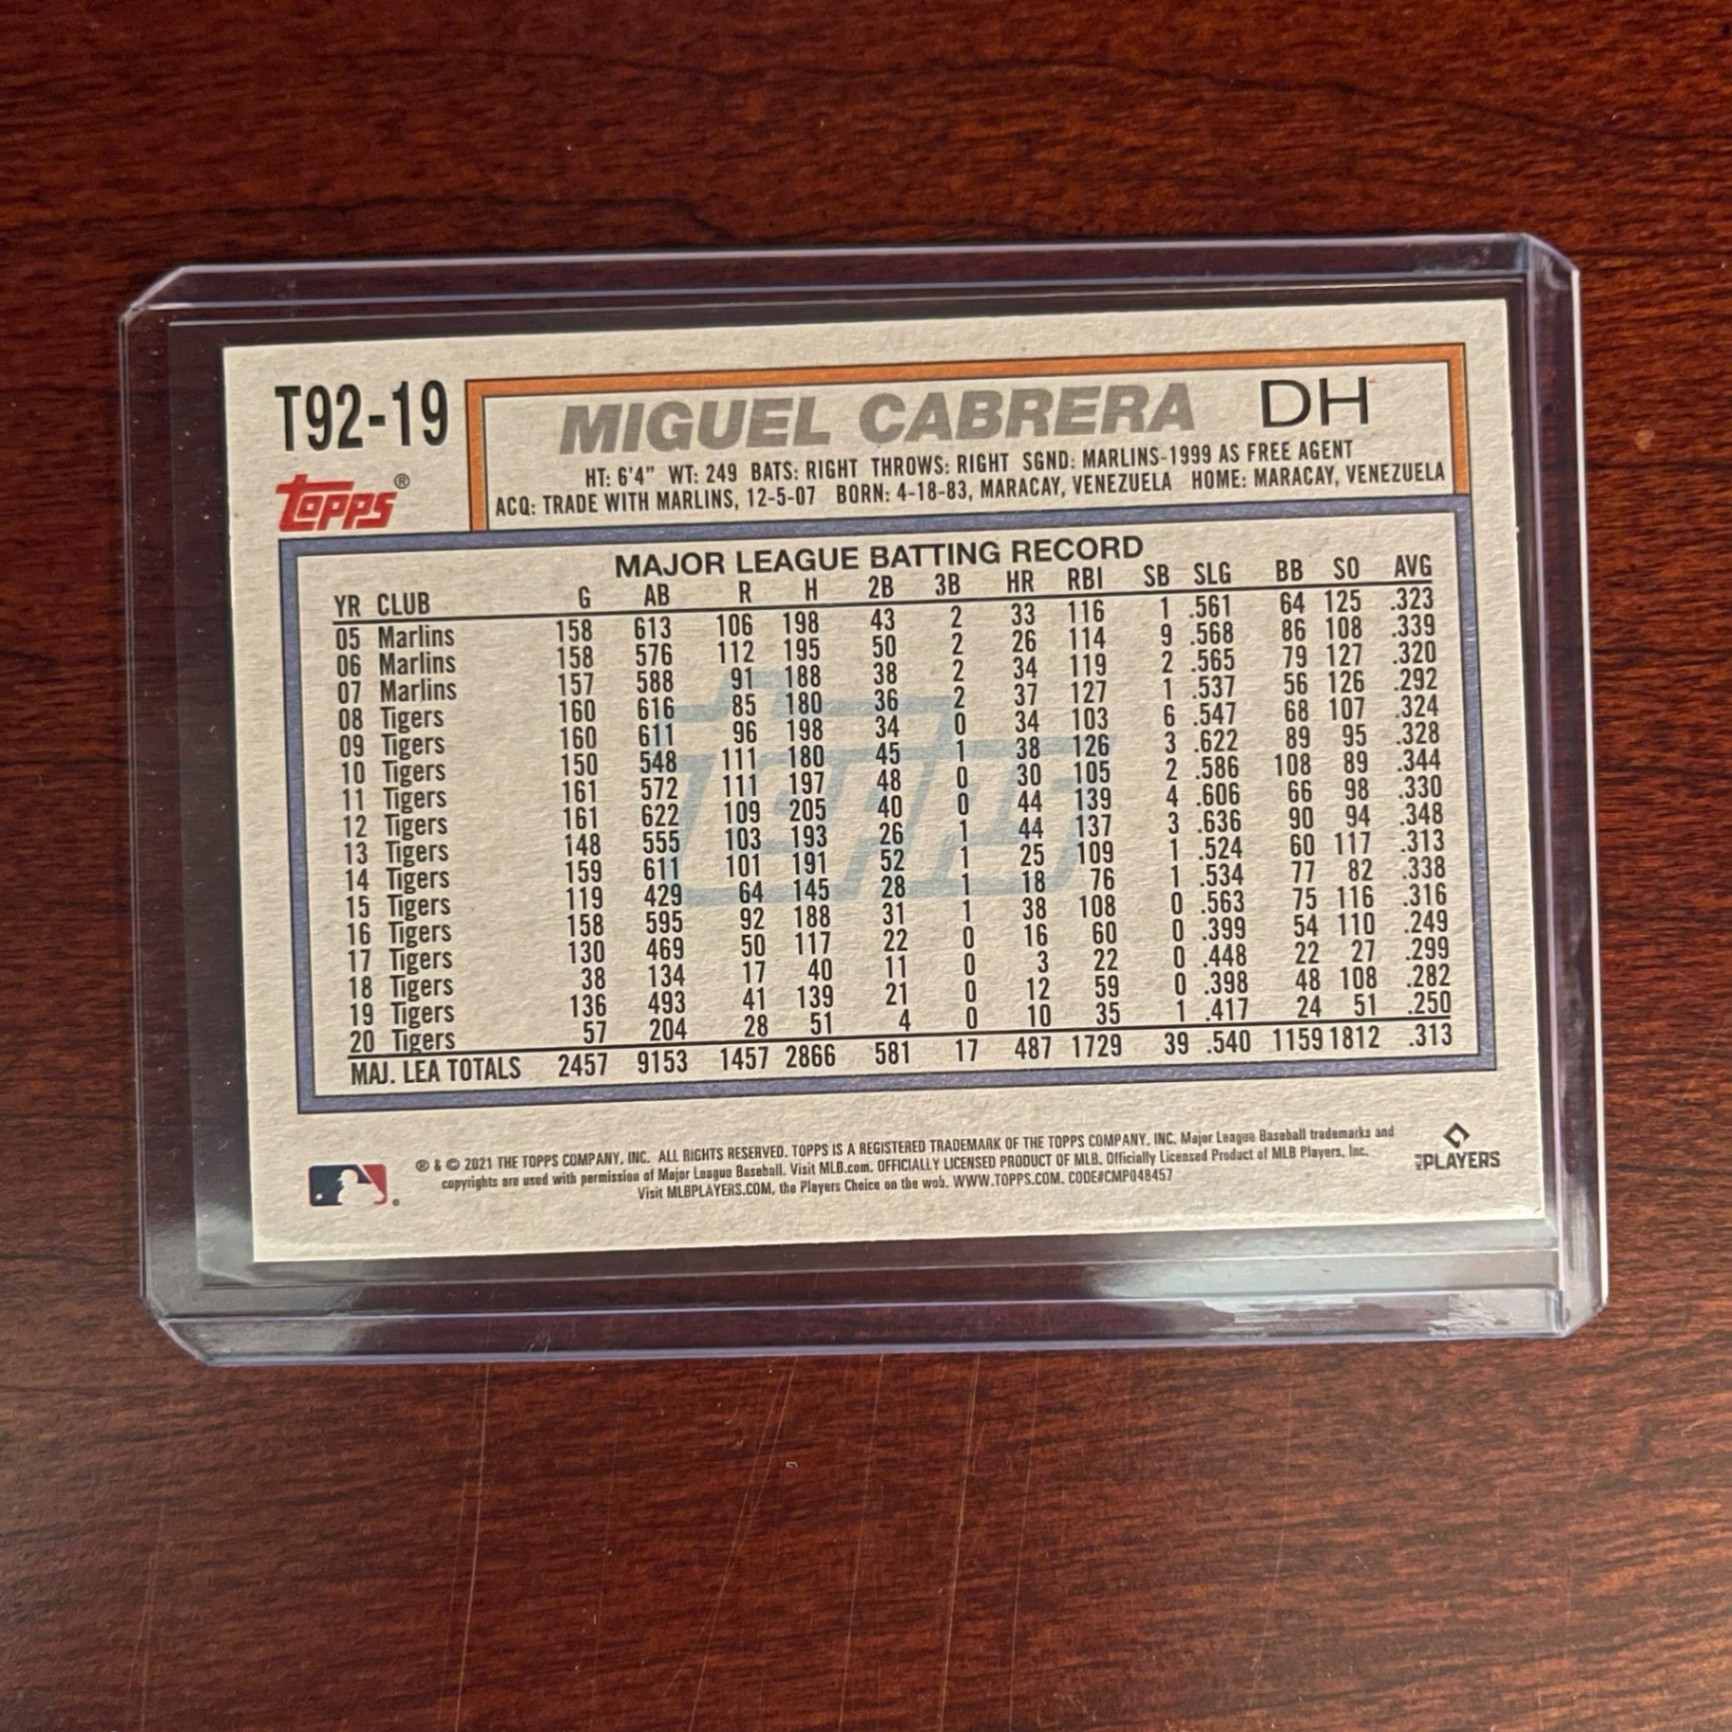 T92-19
MIGUEL CABRERA DH
HT: 6'4" WT: 249 BATS: RIGHT THROWS: RIGHT SGND: MARLINS-1999 AS FREE AGENT
TOPPS®
ACQ: TRADE WITH MARLINS, 12-5-07 BORN: 4-18-83, MARACAY, VENEZUELA HOME: MARACAY, VENEZUELA
MAJOR LEAGUE BATTING RECORD
YR CLUB G AB R H 2B 3B HR RBI SB SLG BB SO AVG
05 Marlins 158 613 106 198 43 2 33 116 1 .561 64 125 .323
06 Marlins 158 576 112 195 50 2 26 114 9 .568 86 108 .339
07 Marlins 157 588 91 188 38 2 34 119 2 .565 79 127 .320
08 Tigers 160 616 85 180 36 2 37 127 1 .537 56 126 .292
09 Tigers 160 611 96 198 34 0 34 103 6 .547 68 107 .324
10 Tigers 150 548 111 180 45 1 38 126 3 .622 89 95 .328
11 Tigers 161 572 111 197 48 0 30 105 2 .586 108 89 .344
12 Tigers 161 622 109 205 40 0 44 139 4 .606 66 98 .330
13 Tigers 148 555 103 193 26 1 44 137 3 .636 90 94 .348
14 Tigers 159 611 101 191 52 1 25 109 1 .524 60 117 .313
15 Tigers 119 429 64 145 28 1 18 76 1 .534 77 82 .338
16 Tigers 158 595 92 188 31 1 38 108 0 .563 75 116 .316
17 Tigers 130 469 50 117 22 0 16 60 0 .399 54 110 .249
18 Tigers 38 134 17 40 11 0 3 22 0 .448 22 27 .299
19 Tigers 136 493 41 139 21 0 12 59 0 .398 48 108 .282
20 Tigers 57 204 28 51 4 0 10 35 1 .417 24 51 .250
MAJ. LEA TOTALS 2457 9153 1457 2866 581 17 487 1729 39 .540 1159 1812 .313
TOPPS
® & © 2021 THE TOPPS COMPANY, INC. ALL RIGHTS RESERVED. TOPPS IS A REGISTERED TRADEMARK OF THE TOPPS COMPANY, INC. Major League Baseball trademarks and
copyrights are used with permission of Major League Baseball. Visit MLB.com. OFFICIALLY LICENSED PRODUCT OF MLB. Officially Licensed Product of MLB Players, Inc.
Visit MLBPLAYERS.COM, the Players Choice on the web. WWW.TOPPS.COM. CODE#CMP048457
PLAYERS